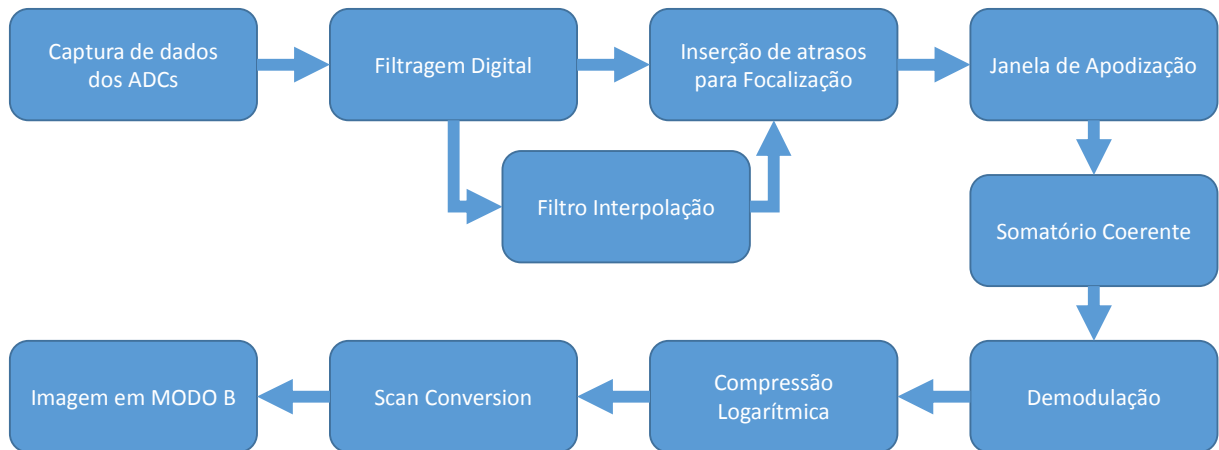 Captura de dados
dos ADCs
Filtragem Digital
Inserção de atrasos
para Focalização
Janela de Apodização
Filtro Interpolação
Somatório Coerente
Imagem em MODO B
Scan Conversion
Compressão
Logarítmica
Demodulação